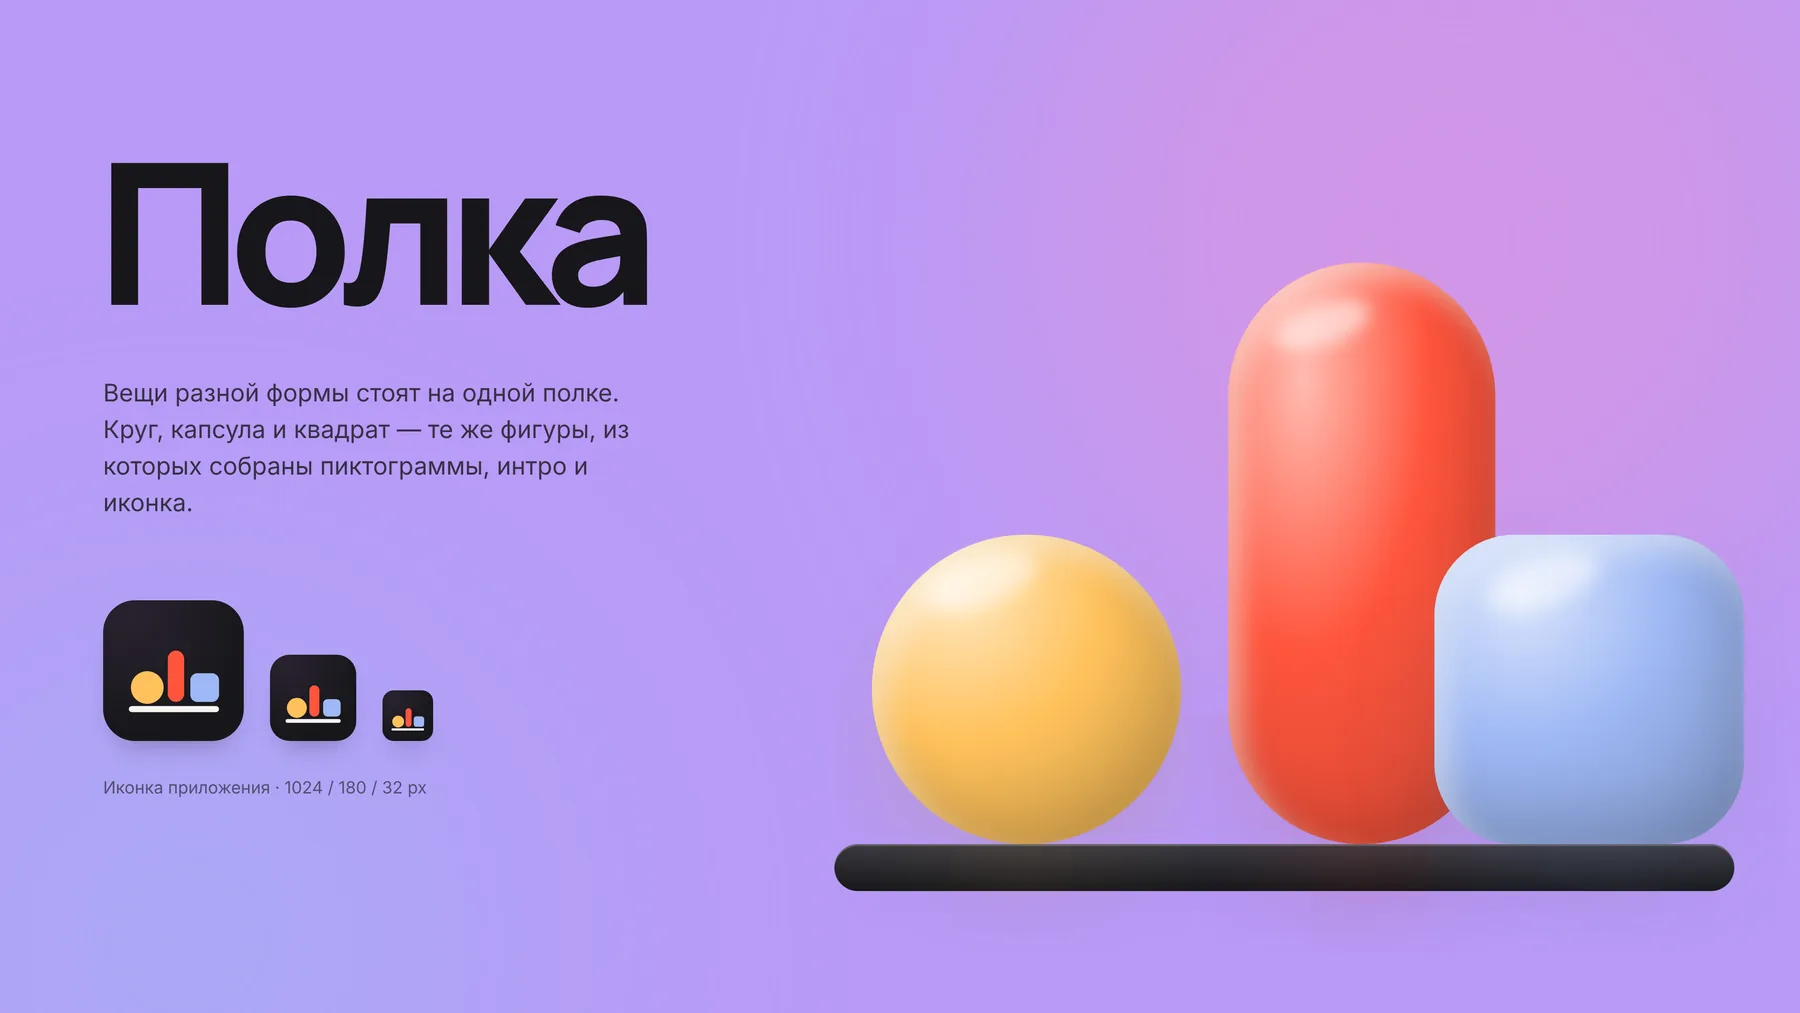 Полка
Вещи разной формы стоят на одной полке.
Круг, капсула и квадрат — те же фигуры, из
которых собраны пиктограммы, интро и
иконка.
Иконка приложения · 1024 / 180 / 32 px